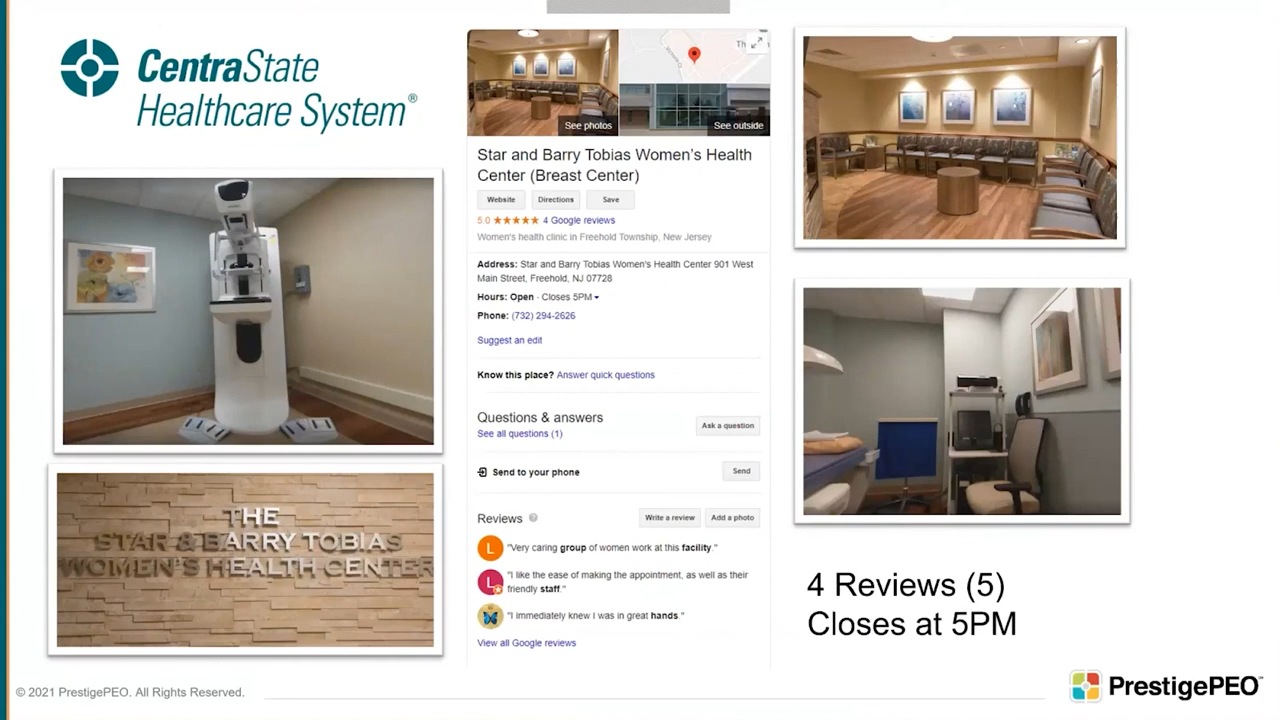 CentraState
Healthcare System®
THE
STAR & BARRY TOBIAS
WOMEN'S HEALTH CENTER
See photos
See outside
Star and Barry Tobias Women's Health
Center (Breast Center)
Website
Directions
Save
5.0 ★★★★★ 4 Google reviews
Women's health clinic in Freehold Township, New Jersey
Address: Star and Barry Tobias Women's Health Center 901 West
Main Street, Freehold, NJ 07728
Hours: Open · Closes 5PM
Phone: (732) 294-2626
Suggest an edit
Know this place? Answer quick questions
Questions & answers
See all questions (1)
Ask a question
Send to your phone
Send
Reviews
Write a review
Add a photo
L
"Very caring group of women work at this facility."
L
"I like the ease of making the appointment, as well as their
friendly staff."
"I immediately knew I was in great hands."
View all Google reviews
4 Reviews (5)
Closes at 5PM
© 2021 PrestigePEO. All Rights Reserved.
PrestigePEO™